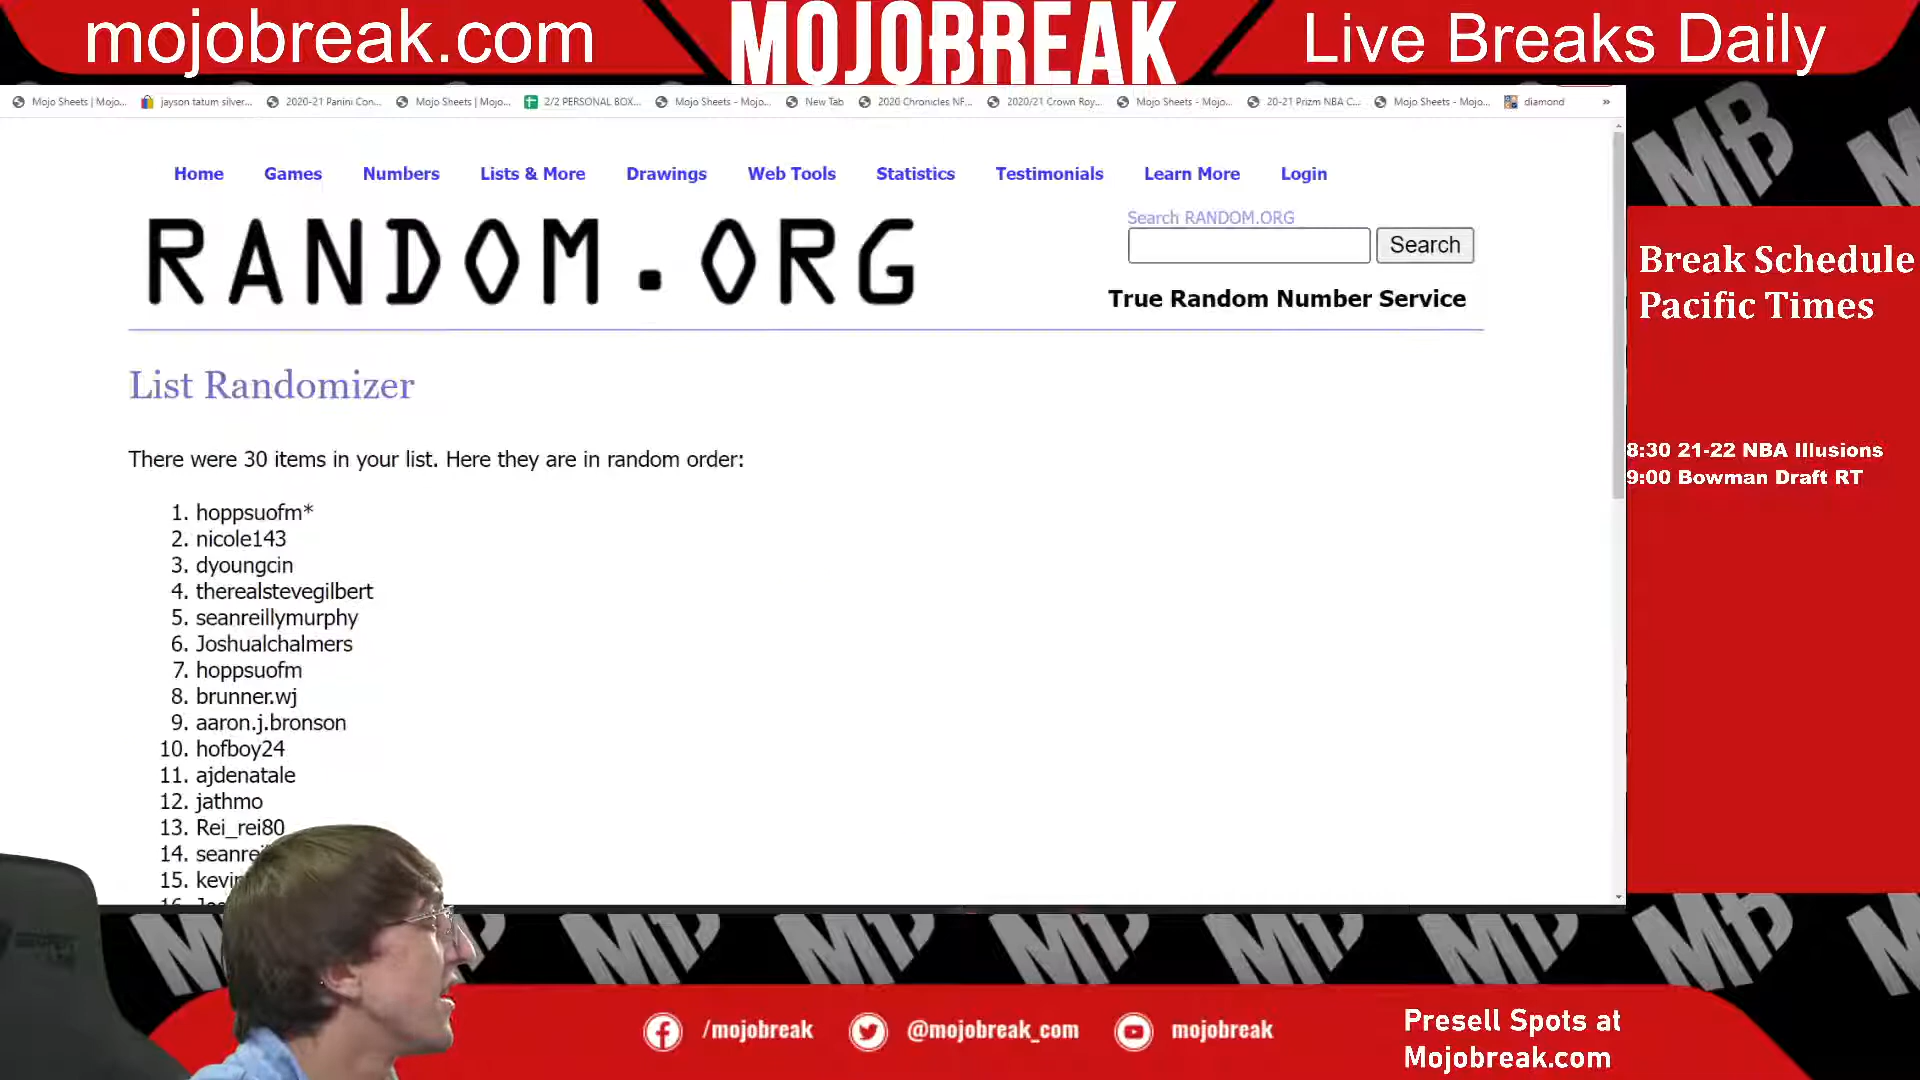 mojobreak.com
MOJOBREAK
Live Breaks Daily
Mojo Sheets | Mojo... jayson tatum silver... 2020-21 Panini Con... Mojo Sheets | Mojo... 2/2 PERSONAL BOX... Mojo Sheets - Mojo... New Tab 2020 Chronicles NF... 2020/21 Crown Roy... Mojo Sheets - Mojo... 20-21 Prizm NBA C... Mojo Sheets - Mojo... diamond »
Home Games Numbers Lists & More Drawings Web Tools Statistics Testimonials Learn More Login
RANDOM.ORG
Search RANDOM.ORG
Search
True Random Number Service
List Randomizer
There were 30 items in your list. Here they are in random order:
1. hoppsuofm*
2. nicole143
3. dyoungcin
4. therealstevegilbert
5. seanreillymurphy
6. Joshualchalmers
7. hoppsuofm
8. brunner.wj
9. aaron.j.bronson
10. hofboy24
11. ajdenatale
12. jathmo
13. Rei_rei80
14.
15.
Break Schedule
Pacific Times
8:30 21-22 NBA Illusions
9:00 Bowman Draft RT
MB
/mojobreak
@mojobreak_com
mojobreak
Presell Spots at
Mojobreak.com